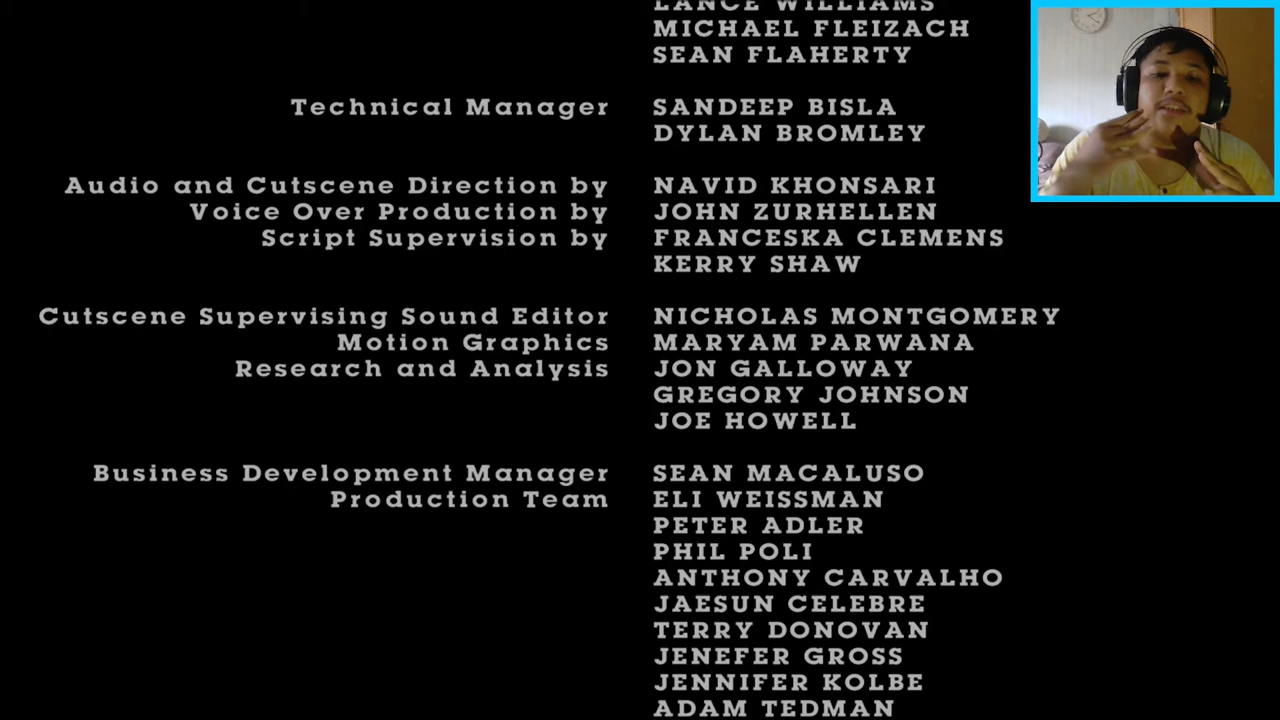 LANCE WILLIAMS
MICHAEL FLEIZACH
SEAN FLAHERTY
Technical Manager SANDEEP BISLA
DYLAN BROMLEY
Audio and Cutscene Direction by NAVID KHONSARI
Voice Over Production by JOHN ZURHELLEN
Script Supervision by FRANCESKA CLEMENS
KERRY SHAW
Cutscene Supervising Sound Editor NICHOLAS MONTGOMERY
Motion Graphics MARYAM PARWANA
Research and Analysis JON GALLOWAY
GREGORY JOHNSON
JOE HOWELL
Business Development Manager SEAN MACALUSO
Production Team ELI WEISSMAN
PETER ADLER
PHIL POLI
ANTHONY CARVALHO
JAESUN CELEBRE
TERRY DONOVAN
JENEFER GROSS
JENNIFER KOLBE
ADAM TEDMAN